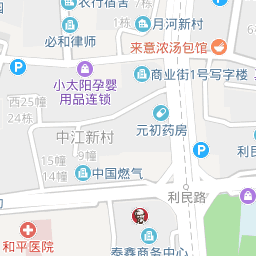 农行宿舍
月河新村
必和律师
来意浓汤包馆
P
商业街1号写字楼
小太阳孕婴
用品连锁
西25幢
24栋
元初药房
中江新村
P
利民
9幢
15幢
14幢
中国燃气
利民路
和平医院
KFC
泰鑫商务中心